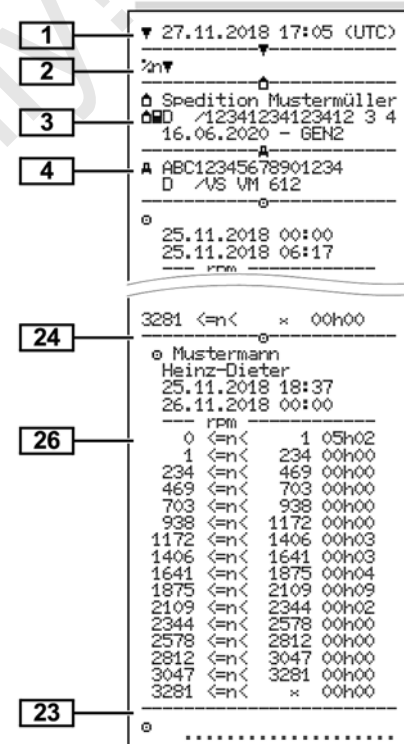 1
▼ 27.11.2018 17:05 (UTC)
2
%n▼
Spedition Mustermüller
3
D /12341234123412 3 4
16.06.2020 - GEN2
4
A ABC12345678901234
D /VS VM 612
25.11.2018 00:00
25.11.2018 06:17
--- rpm ---
3281 <=n< × 00h00
24
Mustermann
Heinz-Dieter
25.11.2018 18:37
26.11.2018 00:00
--- rpm ---
26
0 <=n< 1 05h02
1 <=n< 234 00h00
234 <=n< 469 00h00
469 <=n< 703 00h00
703 <=n< 938 00h00
938 <=n< 1172 00h00
1172 <=n< 1406 00h03
1406 <=n< 1641 00h03
1641 <=n< 1875 00h04
1875 <=n< 2109 00h09
2109 <=n< 2344 00h02
2344 <=n< 2578 00h00
2578 <=n< 2812 00h00
2812 <=n< 3047 00h00
3047 <=n< 3281 00h00
3281 <=n< × 00h00
23
....................